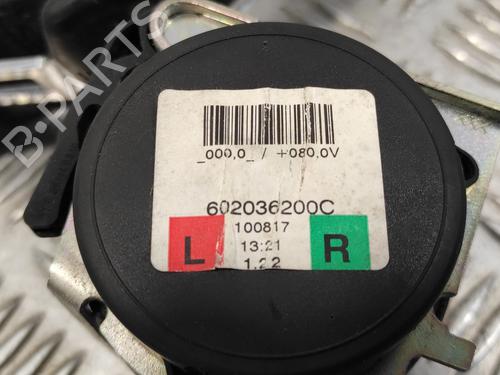 B-PARTS
_000,0_ / +080,0V
602036200C
100817
L 13:21 R
1.22